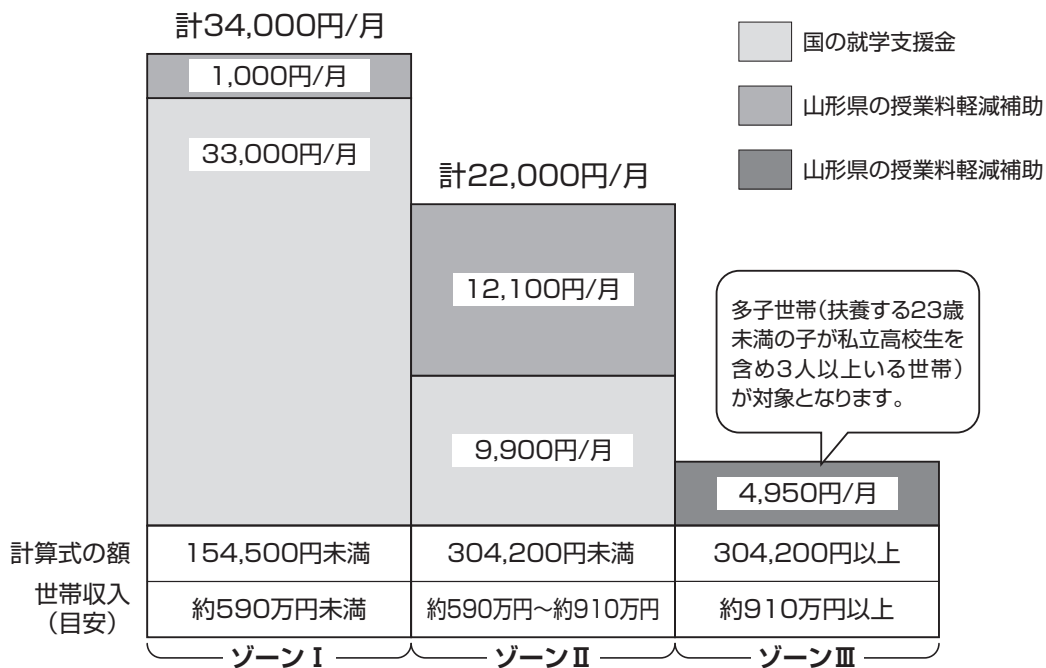 計34,000円/月
1,000円/月
33,000円/月
計22,000円/月
12,100円/月
9,900円/月
国の就学支援金
山形県の授業料軽減補助
山形県の授業料軽減補助
多子世帯(扶養する23歳
未満の子が私立高校生を
含め3人以上いる世帯)
が対象となります。
4,950円/月
計算式の額 154,500円未満 304,200円未満 304,200円以上
世帯収入
(目安) 約590万円未満 約590万円～約910万円 約910万円以上
ゾーンⅠ ゾーンⅡ ゾーンⅢ